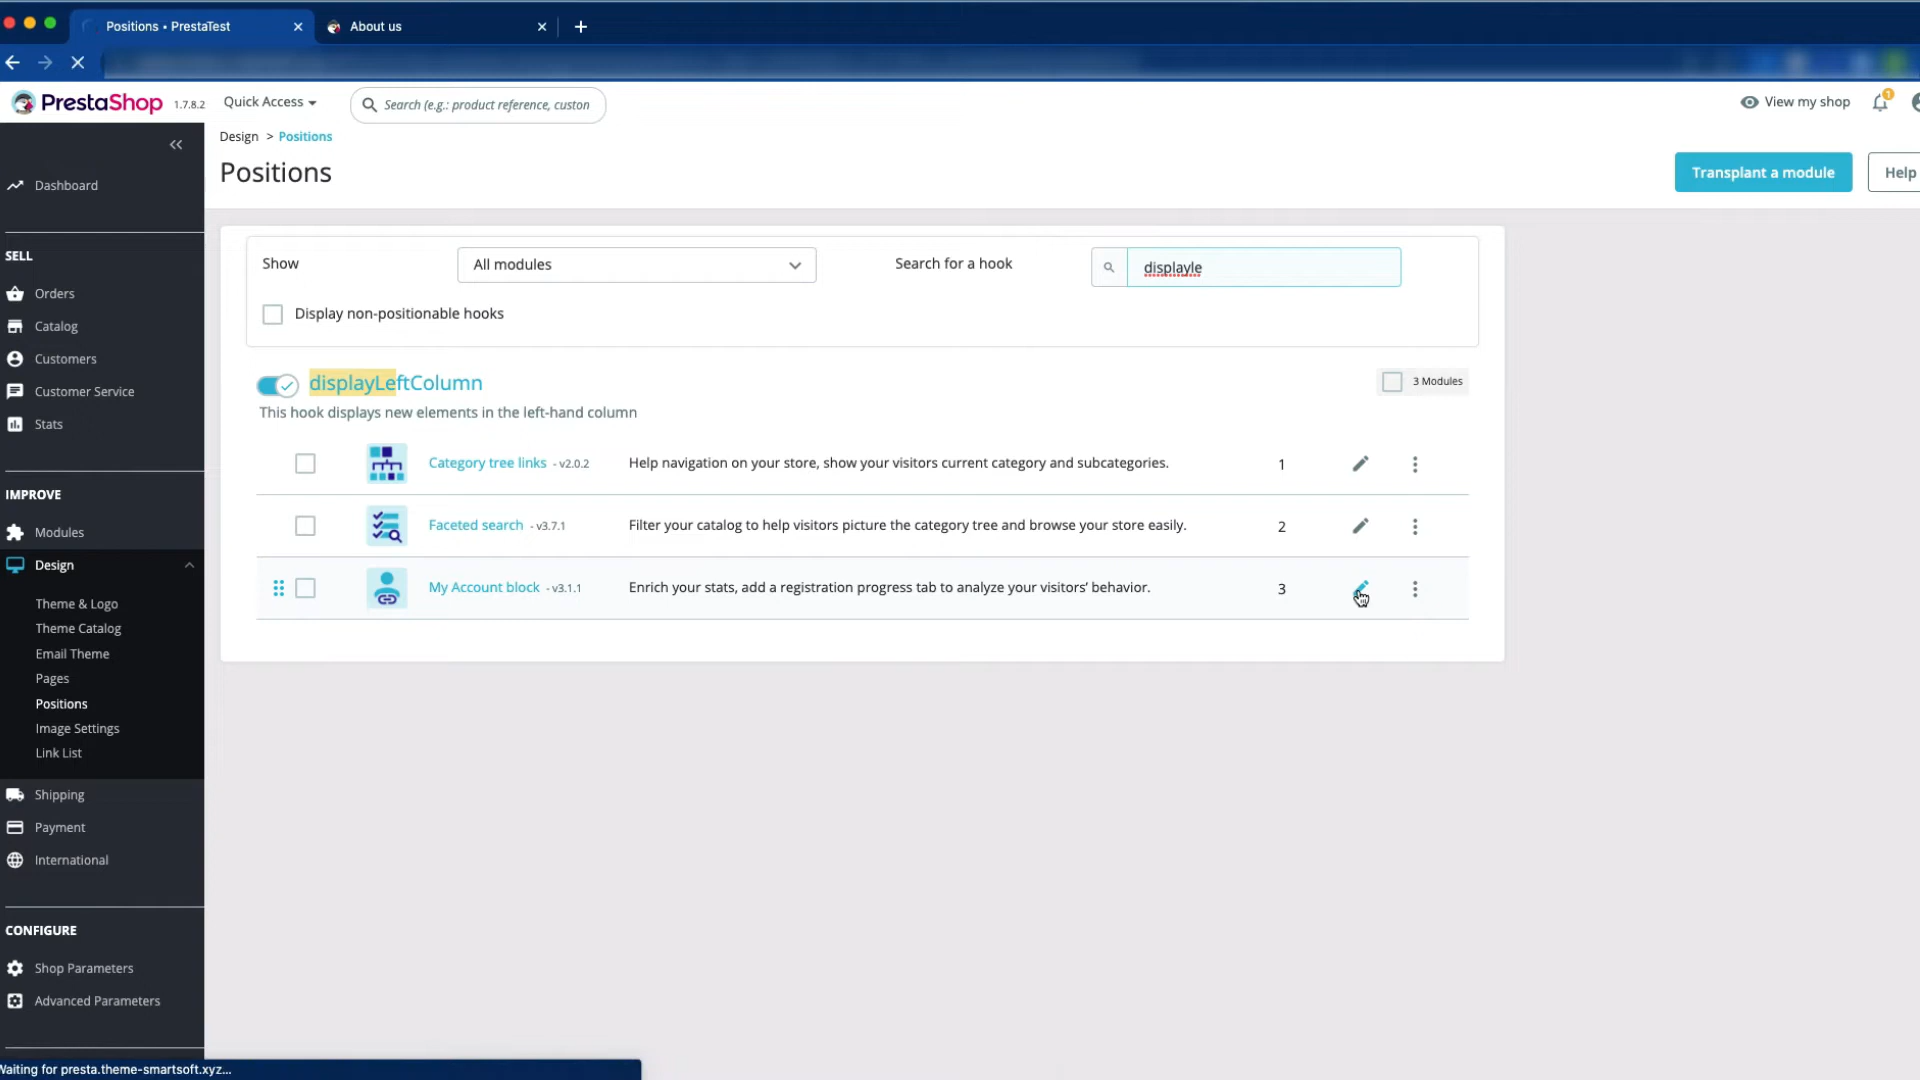 Positions • PrestaTest
About us
PrestaShop 1.7.8.2
Quick Access
Search (e.g.: product reference, custon
View my shop
1
Design > Positions
Positions
Transplant a module
Help
Dashboard
SELL
Orders
Catalog
Customers
Customer Service
Stats
IMPROVE
Modules
Design
Theme & Logo
Theme Catalog
Email Theme
Pages
Positions
Image Settings
Link List
Shipping
Payment
International
CONFIGURE
Shop Parameters
Advanced Parameters
Show
All modules
Search for a hook
displayle
Display non-positionable hooks
displayLeftColumn
3 Modules
This hook displays new elements in the left-hand column
Category tree links - v2.0.2 Help navigation on your store, show your visitors current category and subcategories. 1
Faceted search - v3.7.1 Filter your catalog to help visitors picture the category tree and browse your store easily. 2
My Account block - v3.1.1 Enrich your stats, add a registration progress tab to analyze your visitors’ behavior. 3
Waiting for presta.theme-smartsoft.xyz...